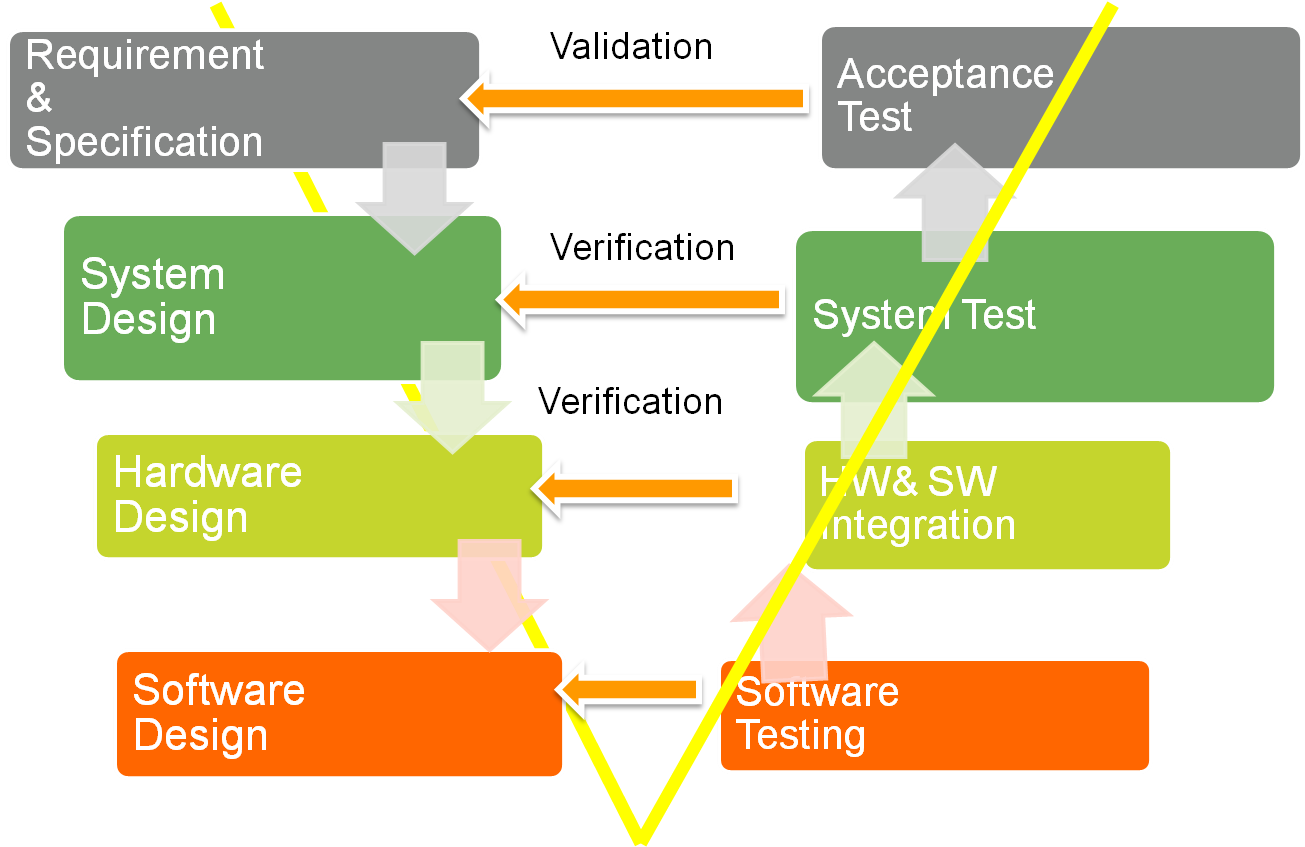 Requirement
&
Specification
Validation
Acceptance
Test
System
Design
Verification
System Test
Hardware
Design
Verification
HW& SW
Integration
Software
Design
Software
Testing